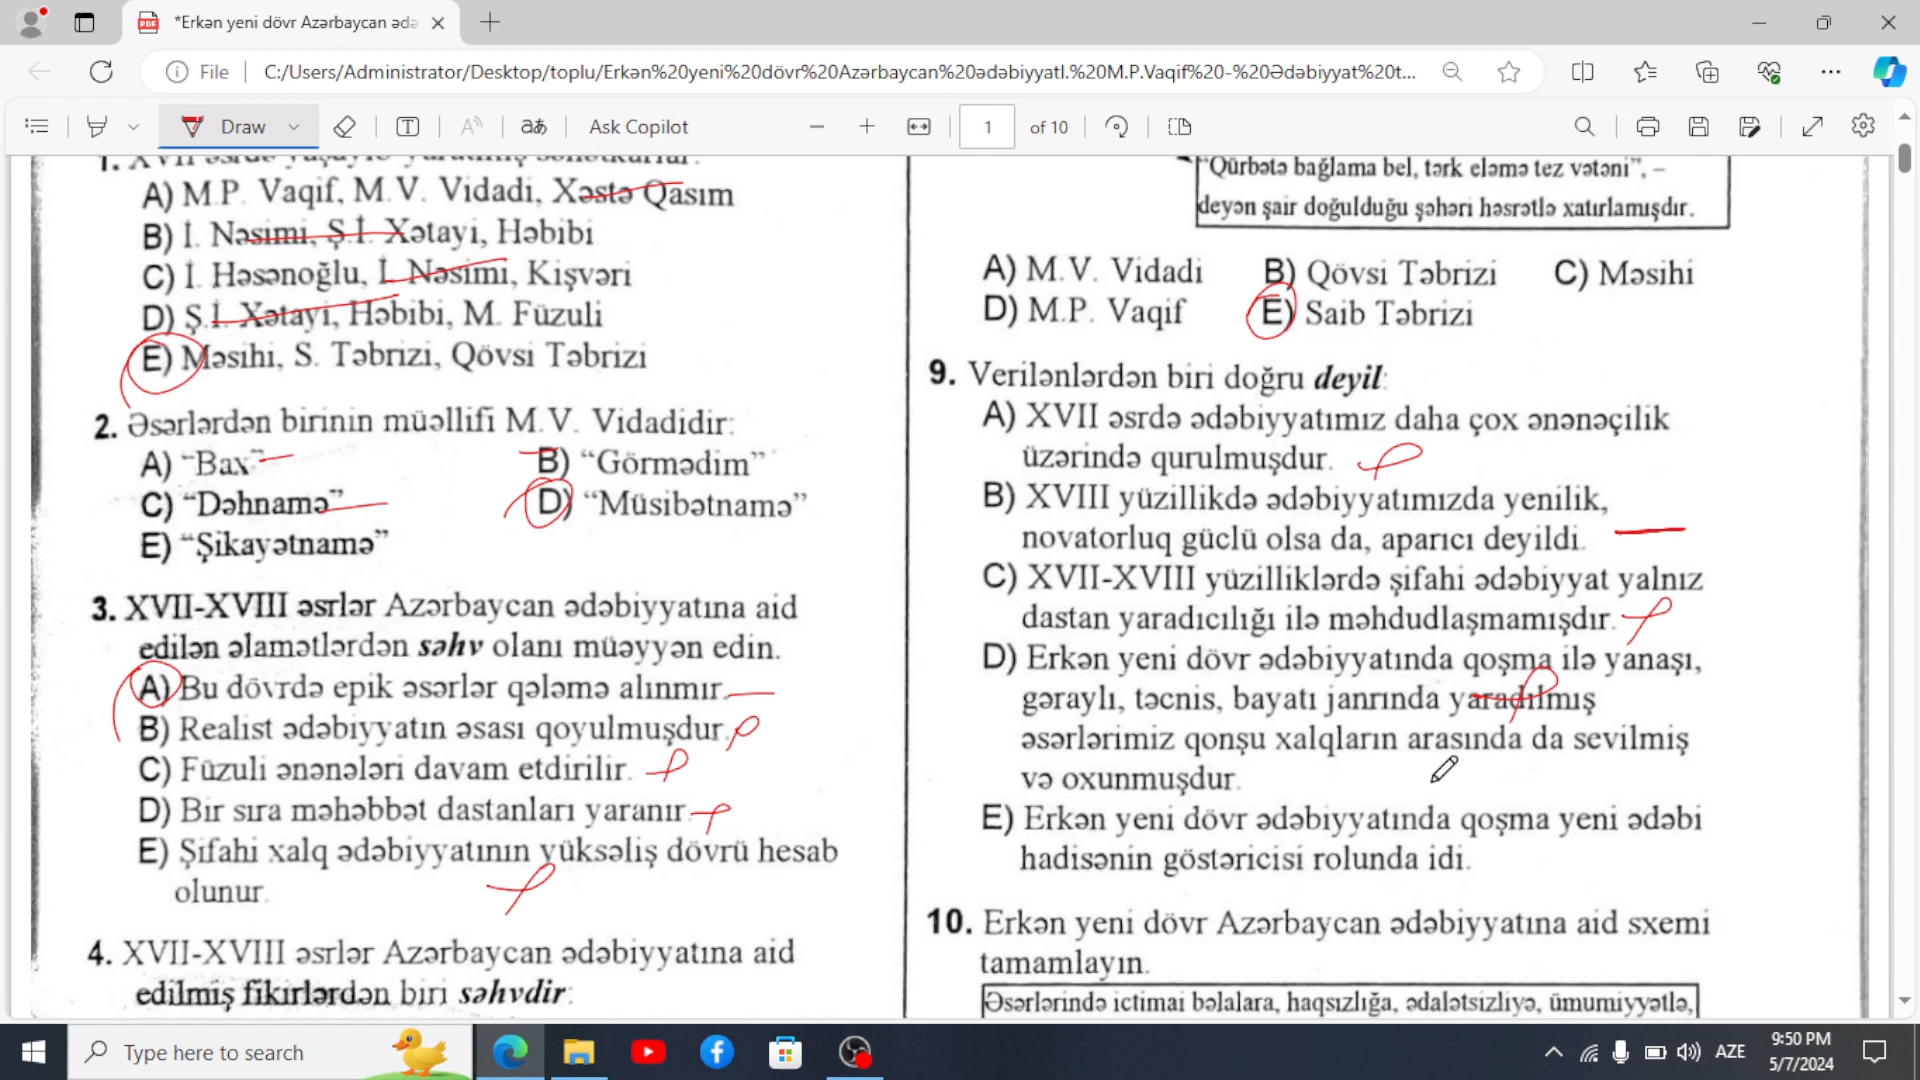 *Erkən yeni dövr Azərbaycan ədə
File
C:/Users/Administrator/Desktop/toplu/Erkən%20yeni%20dövr%20Azərbaycan%20ədəbiyyatI.%20M.P.Vaqif%20-%20Ədəbiyyat%20t...
Draw
Ask Copilot
1 of 10
1. XVII əsrdə yaşayıb-yaratmış sənətkarlar:
A) M.P. Vaqif, M.V. Vidadi, Xəstə Qasım
B) İ. Nəsimi, Ş.İ. Xətayi, Həbibi
C) İ. Həsənoğlu, İ. Nəsimi, Kişvəri
D) Ş.İ. Xətayi, Həbibi, M. Füzuli
E) Məsihi, S. Təbrizi, Qövsi Təbrizi
2. Əsərlərdən birinin müəllifi M.V. Vidadidir:
A) "Bax"
B) "Görmədim"
C) "Dəhnamə"
D) "Müsibətnamə"
E) "Şikayətnamə"
3. XVII-XVIII əsrlər Azərbaycan ədəbiyyatına aid
edilən əlamətlərdən səhv olanı müəyyən edin.
A) Bu dövrdə epik əsərlər qələmə alınmır.
B) Realist ədəbiyyatın əsası qoyulmuşdur.
C) Füzuli ənənələri davam etdirilir.
D) Bir sıra məhəbbət dastanları yaranır.
E) Şifahi xalq ədəbiyyatının yüksəliş dövrü hesab
olunur.
4. XVII-XVIII əsrlər Azərbaycan ədəbiyyatına aid
edilmiş fikirlərdən biri səhvdir:
"Qürbətə bağlama bel, tərk eləmə tez vətəni", –
deyən şair doğulduğu şəhəri həsrətlə xatırlamışdır.
A) M.V. Vidadi B) Qövsi Təbrizi C) Məsihi
D) M.P. Vaqif E) Saib Təbrizi
9. Verilənlərdən biri doğru deyil:
A) XVII əsrdə ədəbiyyatımız daha çox ənənəçilik
üzərində qurulmuşdur.
B) XVIII yüzillikdə ədəbiyyatımızda yenilik,
novatorluq güclü olsa da, aparıcı deyildi.
C) XVII-XVIII yüzilliklərdə şifahi ədəbiyyat yalnız
dastan yaradıcılığı ilə məhdudlaşmamışdır.
D) Erkən yeni dövr ədəbiyyatında qoşma ilə yanaşı,
gəraylı, təcnis, bayatı janrında yaradılmış
əsərlərimiz qonşu xalqların arasında da sevilmiş
və oxunmuşdur.
E) Erkən yeni dövr ədəbiyyatında qoşma yeni ədəbi
hadisənin göstəricisi rolunda idi.
10. Erkən yeni dövr Azərbaycan ədəbiyyatına aid sxemi
tamamlayın.
Əsərlərində ictimai bəlalara, haqsızlığa, ədalətsizliyə, ümumiyyətlə,
Type here to search
AZE
9:50 PM
5/7/2024